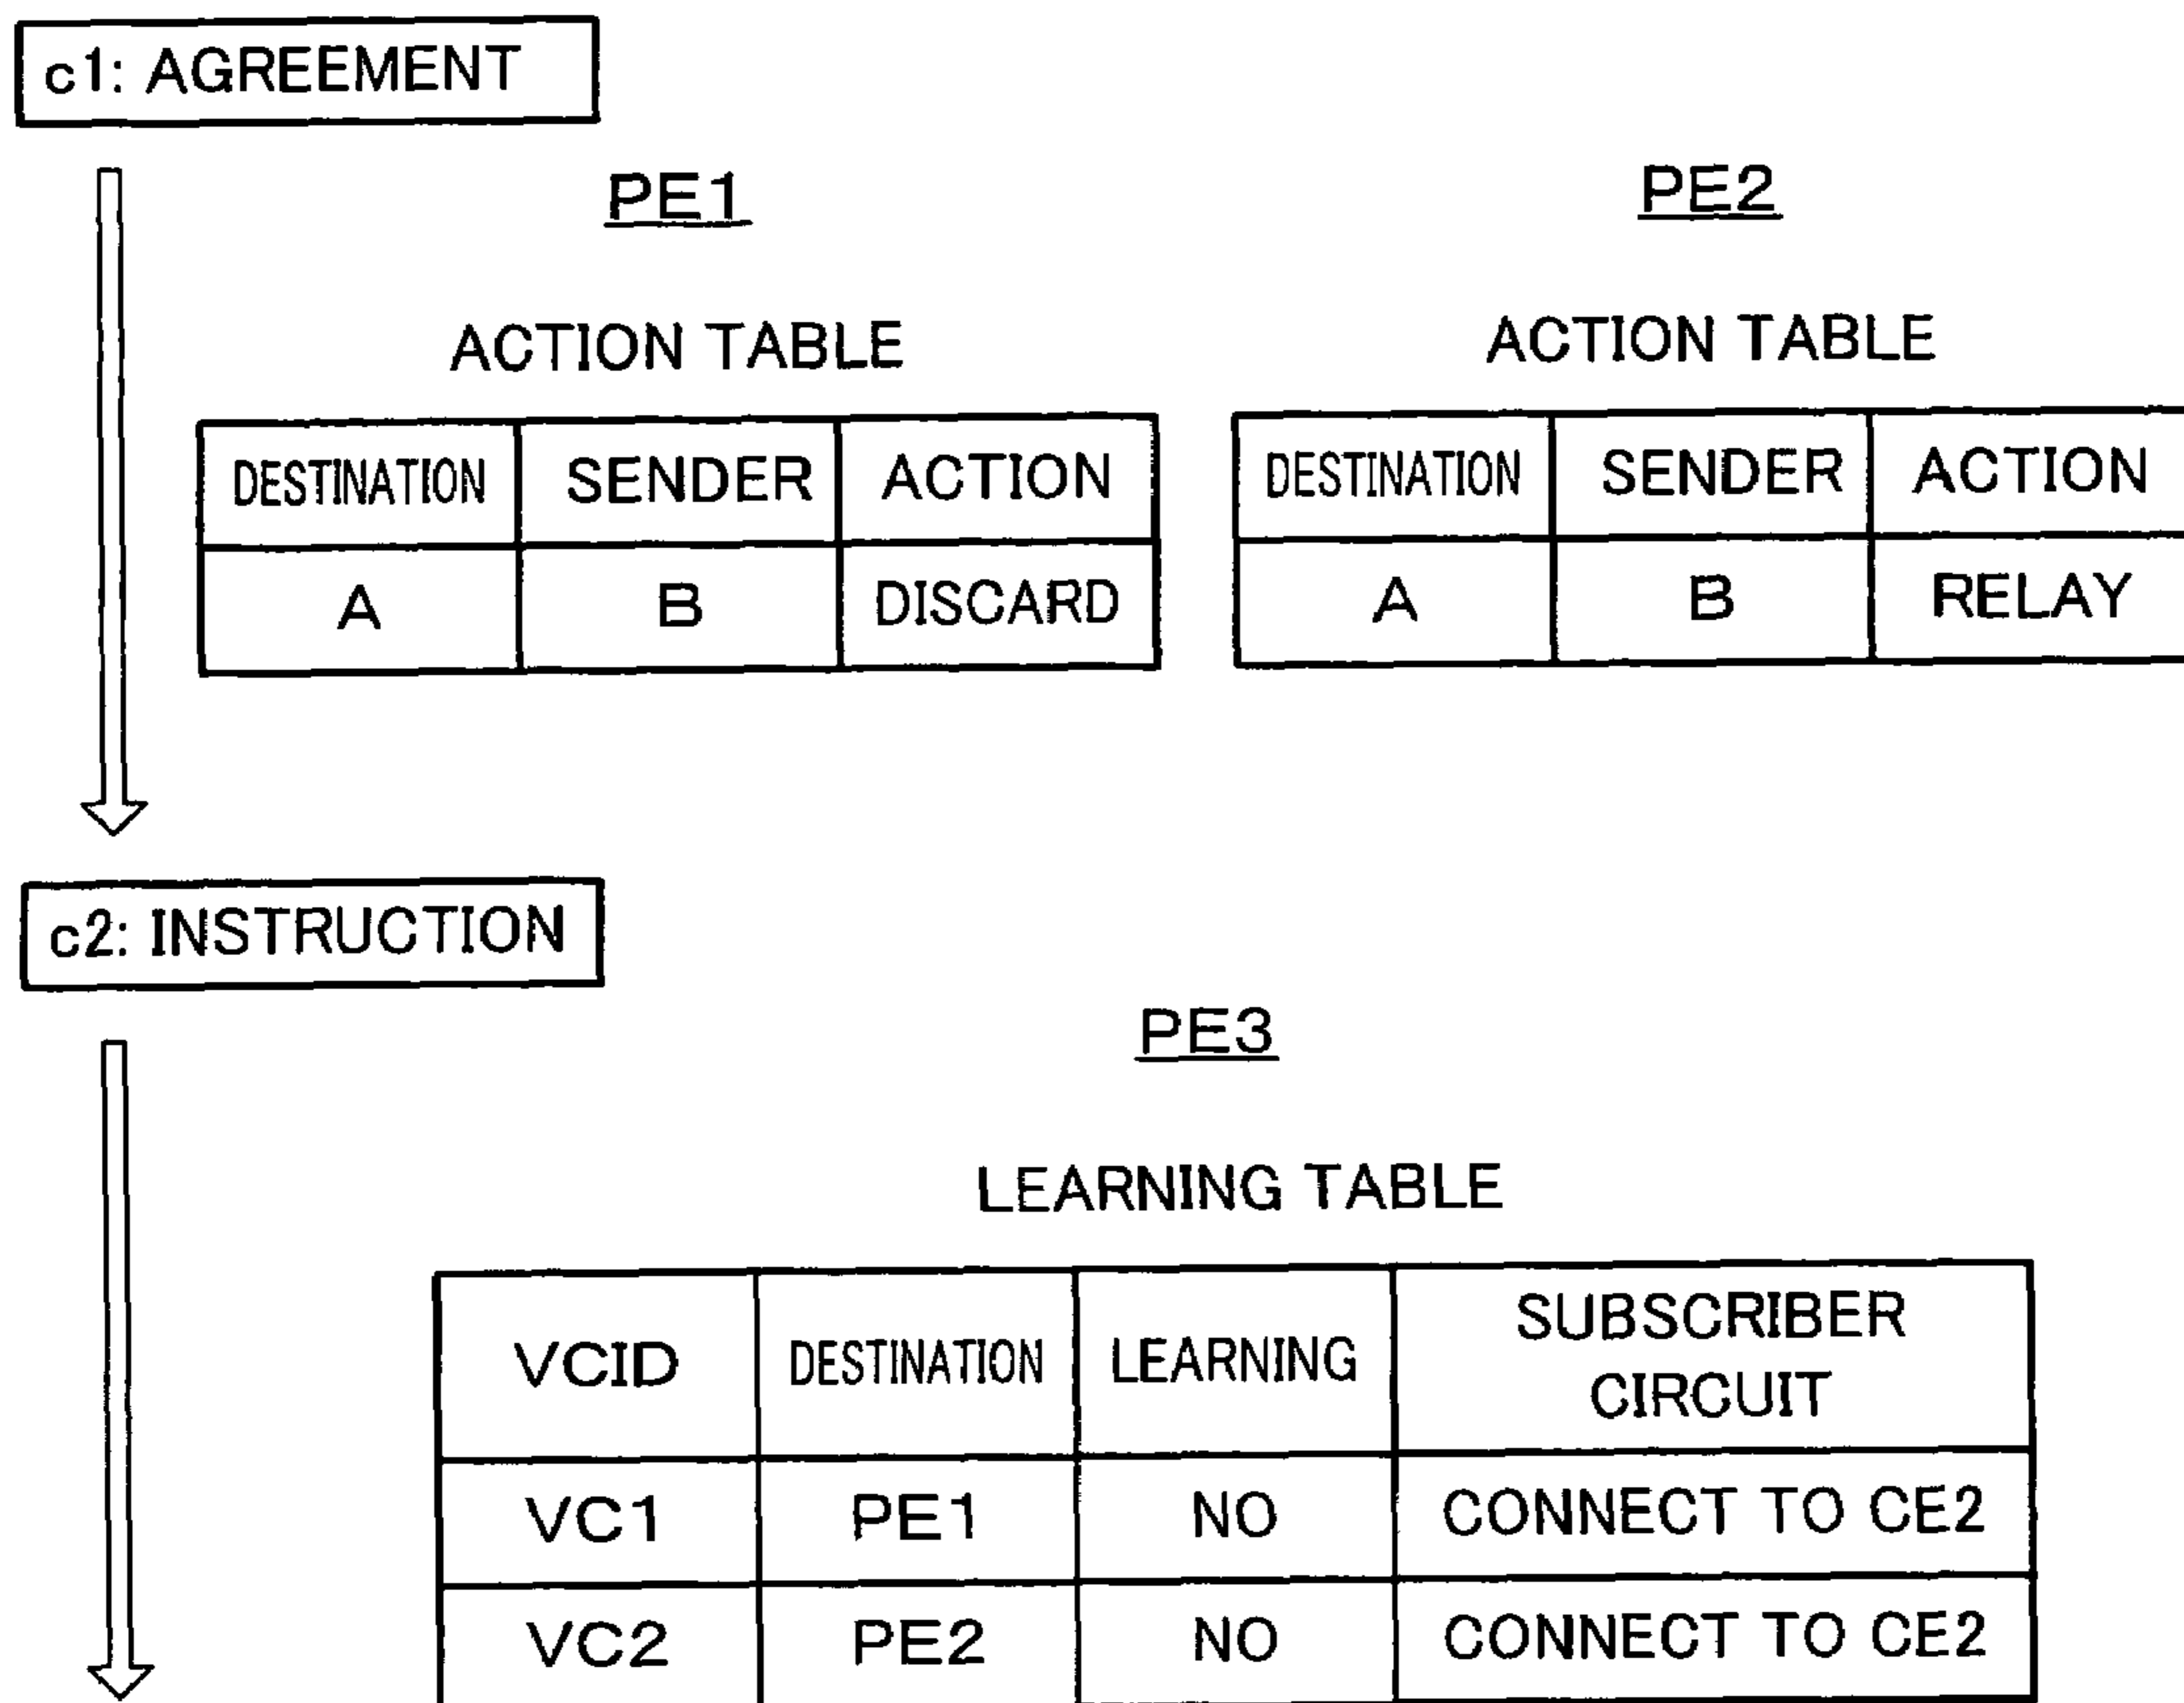 c1: AGREEMENT
PE1
PE2
ACTION TABLE
ACTION TABLE
DESTINATION SENDER ACTION
DESTINATION SENDER ACTION
A B DISCARD
A B RELAY
c2: INSTRUCTION
PE3
LEARNING TABLE
VCID DESTINATION LEARNING SUBSCRIBER CIRCUIT
VC1 PE1 NO CONNECT TO CE2
VC2 PE2 NO CONNECT TO CE2